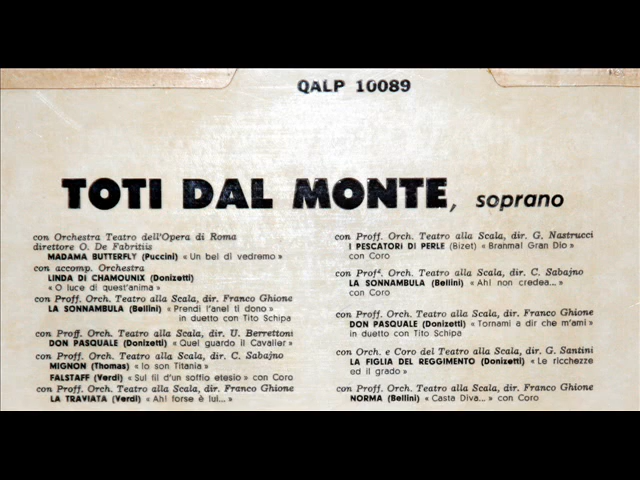 QALP 10089
TOTI DAL MONTE, soprano
con Orchestra Teatro dell'Opera di Roma
direttore O. De Fabritiis
MADAMA BUTTERFLY (Puccini) « Un bel di vedremo »
con accomp. Orchestra
LINDA DI CHAMOUNIX (Donizetti)
« O luce di quest'anima »
con Proff. Orch. Teatro alla Scala, dir. Franco Ghione
LA SONNAMBULA (Bellini) « Prendi l'anel ti dono »
in duetto con Tito Schipa
con Proff. Orch. Teatro alla Scala, dir. U. Berrettoni
DON PASQUALE (Donizetti) « Quel guardo il Cavalier »
con Proff. Orch. Teatro alla Scala, dir. C. Sabajno
MIGNON (Thomas) « Io son Titania »
FALSTAFF (Verdi) « Sul fil d'un soffio etesio » con Coro
con Proff. Orch. Teatro alla Scala, dir. Franco Ghione
LA TRAVIATA (Verdi) « Ah! forse è lui... »
con Proff. Orch. Teatro alla Scala, dir. G. Nastrucci
I PESCATORI DI PERLE (Bizet) « Brahmal Gran Dio »
con Coro
con Proff. Orch. Teatro alla Scala, dir. C. Sabajno
LA SONNAMBULA (Bellini) « Ah! non credea... »
con Coro
con Proff. Orch. Teatro alla Scala, dir. Franco Ghione
DON PASQUALE (Donizetti) « Tornami a dir che m'ami »
in duetto con Tito Schipa
con Orch. e Coro del Teatro alla Scala, dir. G. Santini
LA FIGLIA DEL REGGIMENTO (Donizetti) « Le ricchezze
ed il grado »
con Proff. Orch. Teatro alla Scala, dir. Franco Ghione
NORMA (Bellini) « Casta Diva... » con Coro